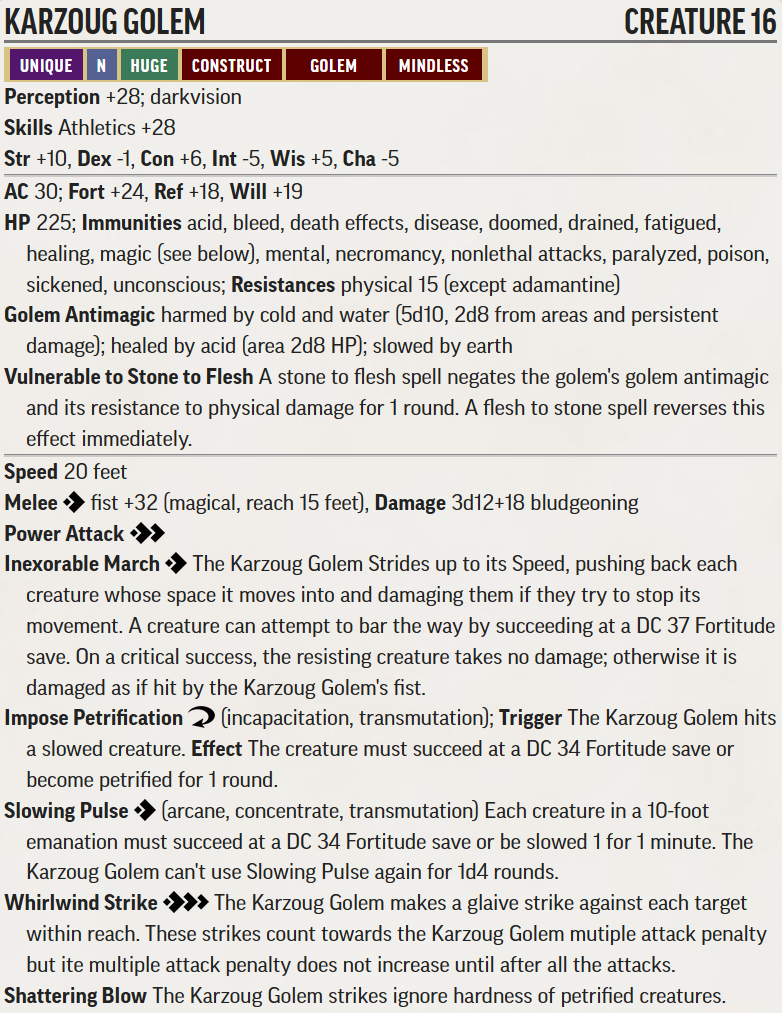 KARZOUG GOLEM CREATURE 16
UNIQUE N HUGE CONSTRUCT GOLEM MINDLESS
Perception +28; darkvision
Skills Athletics +28
Str +10, Dex -1, Con +6, Int -5, Wis +5, Cha -5
AC 30; Fort +24, Ref +18, Will +19
HP 225; Immunities acid, bleed, death effects, disease, doomed, drained, fatigued,
healing, magic (see below), mental, necromancy, nonlethal attacks, paralyzed, poison,
sickened, unconscious; Resistances physical 15 (except adamantine)
Golem Antimagic harmed by cold and water (5d10, 2d8 from areas and persistent
damage); healed by acid (area 2d8 HP); slowed by earth
Vulnerable to Stone to Flesh A stone to flesh spell negates the golem's golem antimagic
and its resistance to physical damage for 1 round. A flesh to stone spell reverses this
effect immediately.
Speed 20 feet
Melee fist +32 (magical, reach 15 feet), Damage 3d12+18 bludgeoning
Power Attack
Inexorable March The Karzoug Golem Strides up to its Speed, pushing back each
creature whose space it moves into and damaging them if they try to stop its
movement. A creature can attempt to bar the way by succeeding at a DC 37 Fortitude
save. On a critical success, the resisting creature takes no damage; otherwise it is
damaged as if hit by the Karzoug Golem's fist.
Impose Petrification (incapacitation, transmutation); Trigger The Karzoug Golem hits
a slowed creature. Effect The creature must succeed at a DC 34 Fortitude save or
become petrified for 1 round.
Slowing Pulse (arcane, concentrate, transmutation) Each creature in a 10-foot
emanation must succeed at a DC 34 Fortitude save or be slowed 1 for 1 minute. The
Karzoug Golem can't use Slowing Pulse again for 1d4 rounds.
Whirlwind Strike The Karzoug Golem makes a glaive strike against each target
within reach. These strikes count towards the Karzoug Golem mutiple attack penalty
but ite multiple attack penalty does not increase until after all the attacks.
Shattering Blow The Karzoug Golem strikes ignore hardness of petrified creatures.